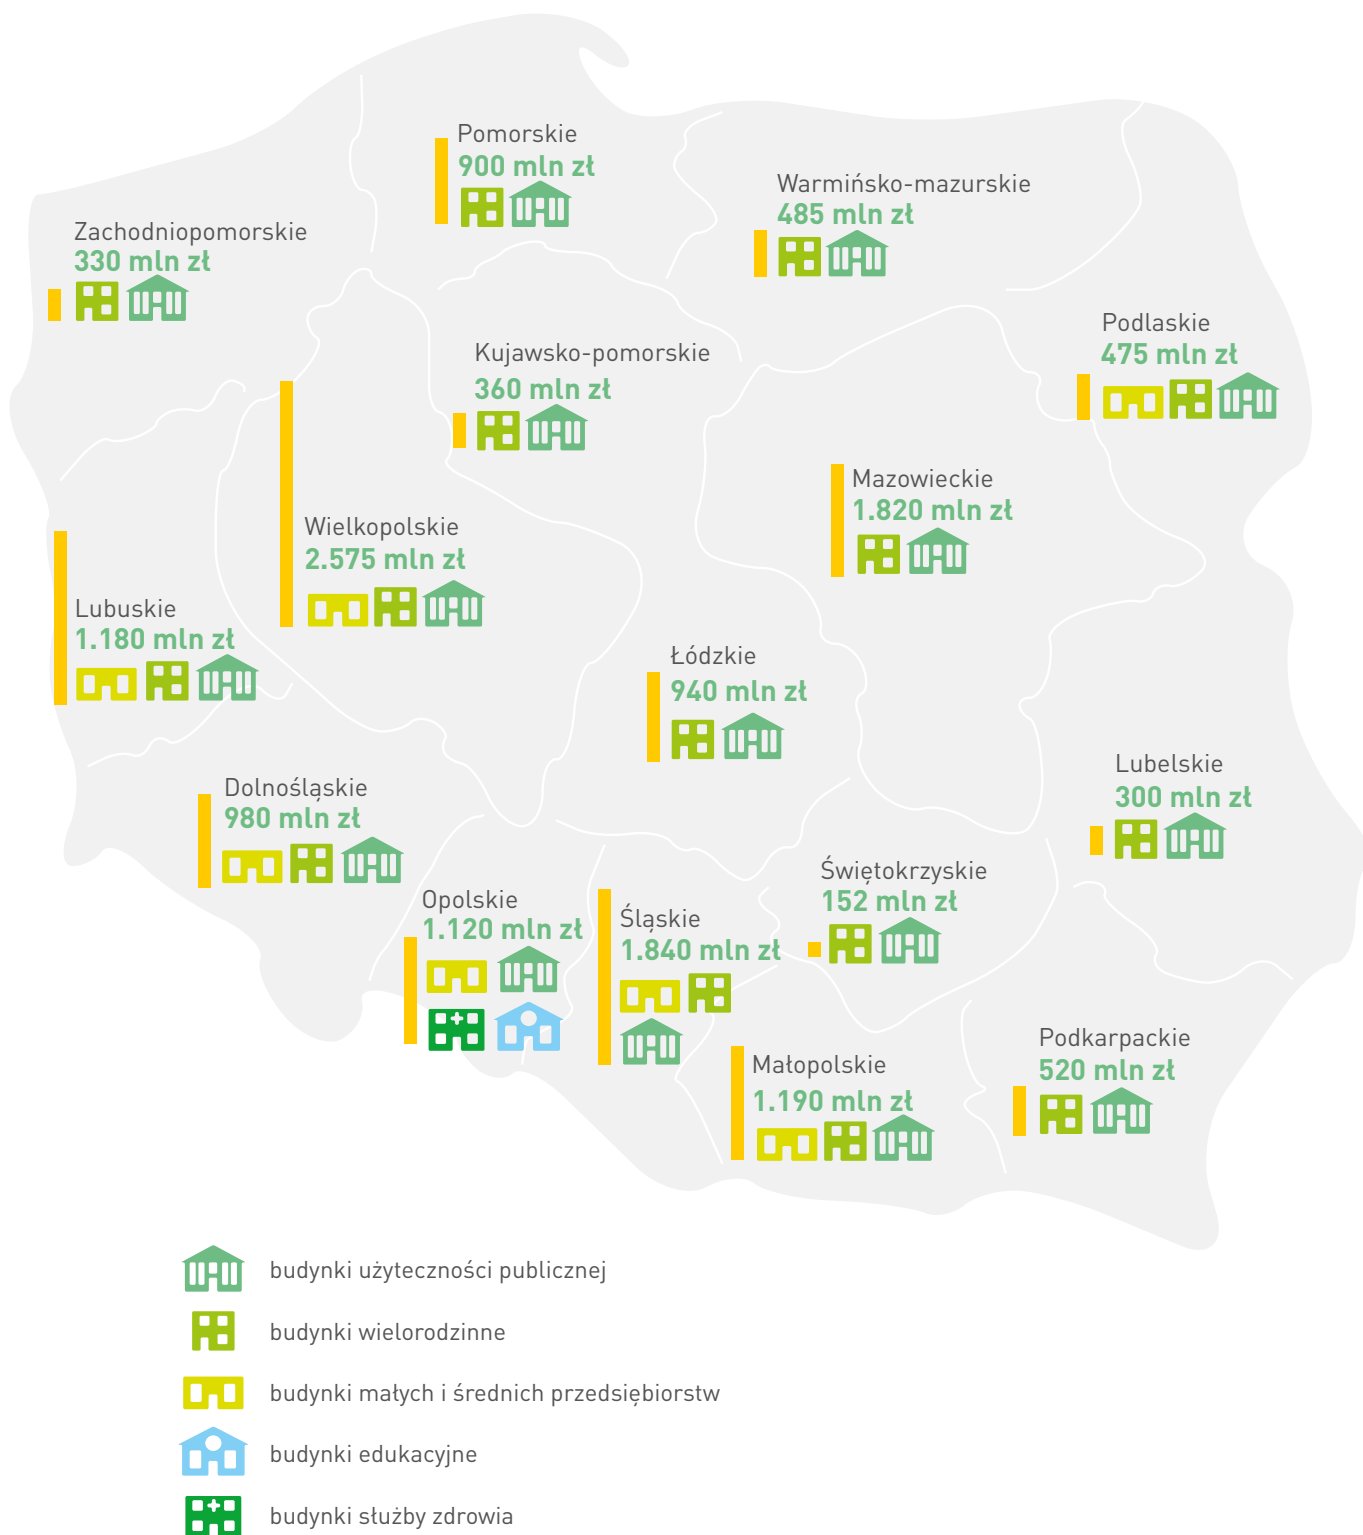 Pomorskie
900 mln zł
Warmińsko-mazurskie
485 mln zł
Zachodniopomorskie
330 mln zł
Podlaskie
475 mln zł
Kujawsko-pomorskie
360 mln zł
Mazowieckie
1.820 mln zł
Wielkopolskie
2.575 mln zł
Lubuskie
1.180 mln zł
Łódzkie
940 mln zł
Lubelskie
300 mln zł
Dolnośląskie
980 mln zł
Świętokrzyskie
152 mln zł
Opolskie
1.120 mln zł
Śląskie
1.840 mln zł
Podkarpackie
520 mln zł
Małopolskie
1.190 mln zł
budynki użyteczności publicznej
budynki wielorodzinne
budynki małych i średnich przedsiębiorstw
budynki edukacyjne
budynki służby zdrowia